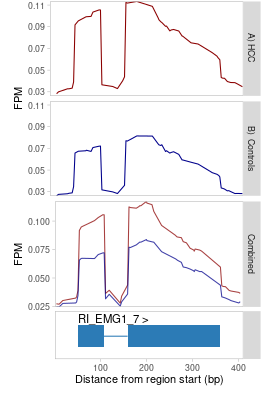 0.11
0.09
0.07
0.05
0.03
FPM
A) HCC
0.11
0.09
0.07
0.05
0.03
B) Controls
0.100
0.075
0.050
0.025
FPM
Combined
RI_EMG1_7 >
100 200 300 400
Distance from region start (bp)